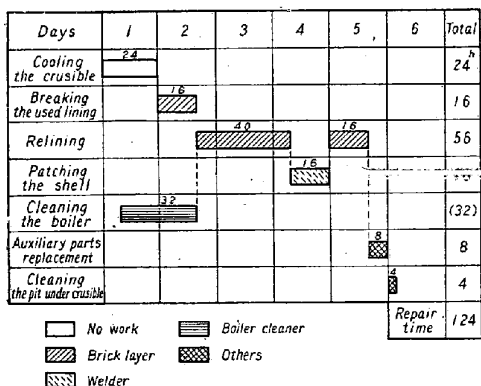 Days 1 2 3 4 5 6 Total
Cooling the crusible 24 24h
Breaking the used lining 16 16
Relining 40 16 56
Patching the shell 16
Cleaning the boiler 32 (32)
Auxiliary parts replacement 8 8
Cleaning the pit under crusible 4 4
Repair time 124
No work Boiler cleaner
Brick layer Others
Welder